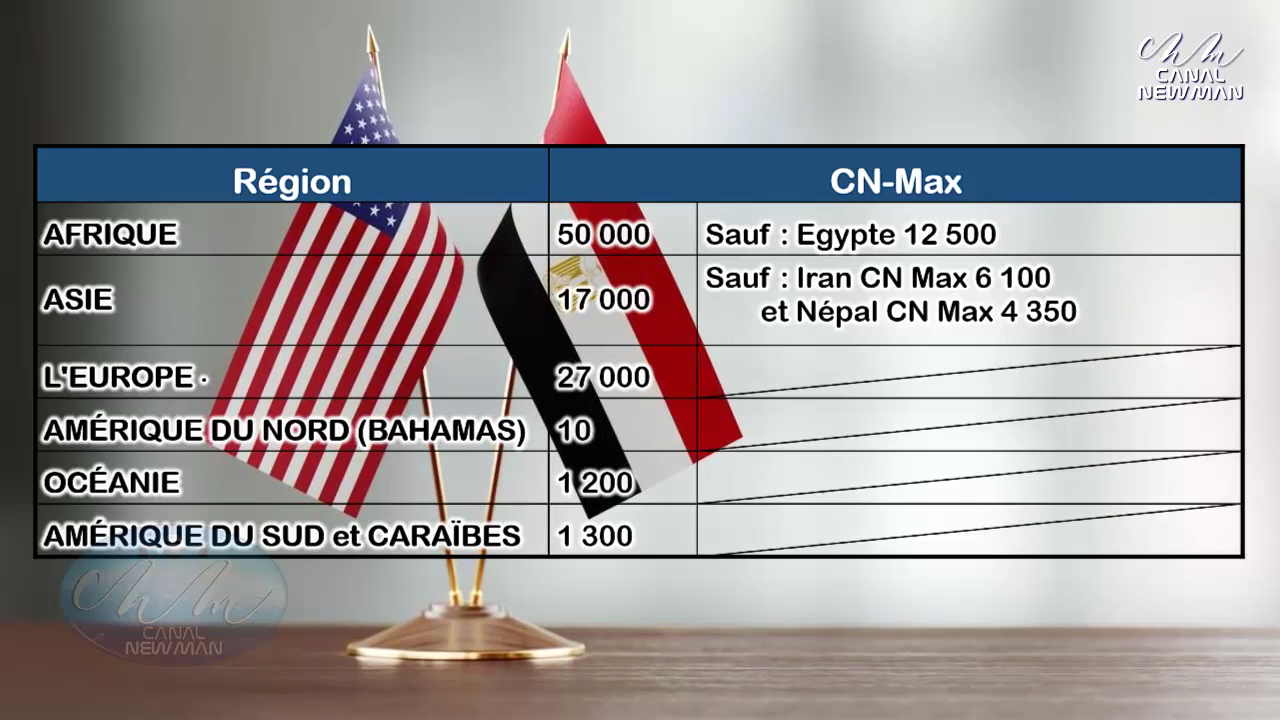 CANAL
NEWMAN
Région CN-Max
AFRIQUE 50 000 Sauf : Egypte 12 500
ASIE 17 000 Sauf : Iran CN Max 6 100
et Népal CN Max 4 350
L'EUROPE · 27 000
AMÉRIQUE DU NORD (BAHAMAS) 10
OCÉANIE 1 200
AMÉRIQUE DU SUD et CARAÏBES 1 300
CANAL
NEWMAN